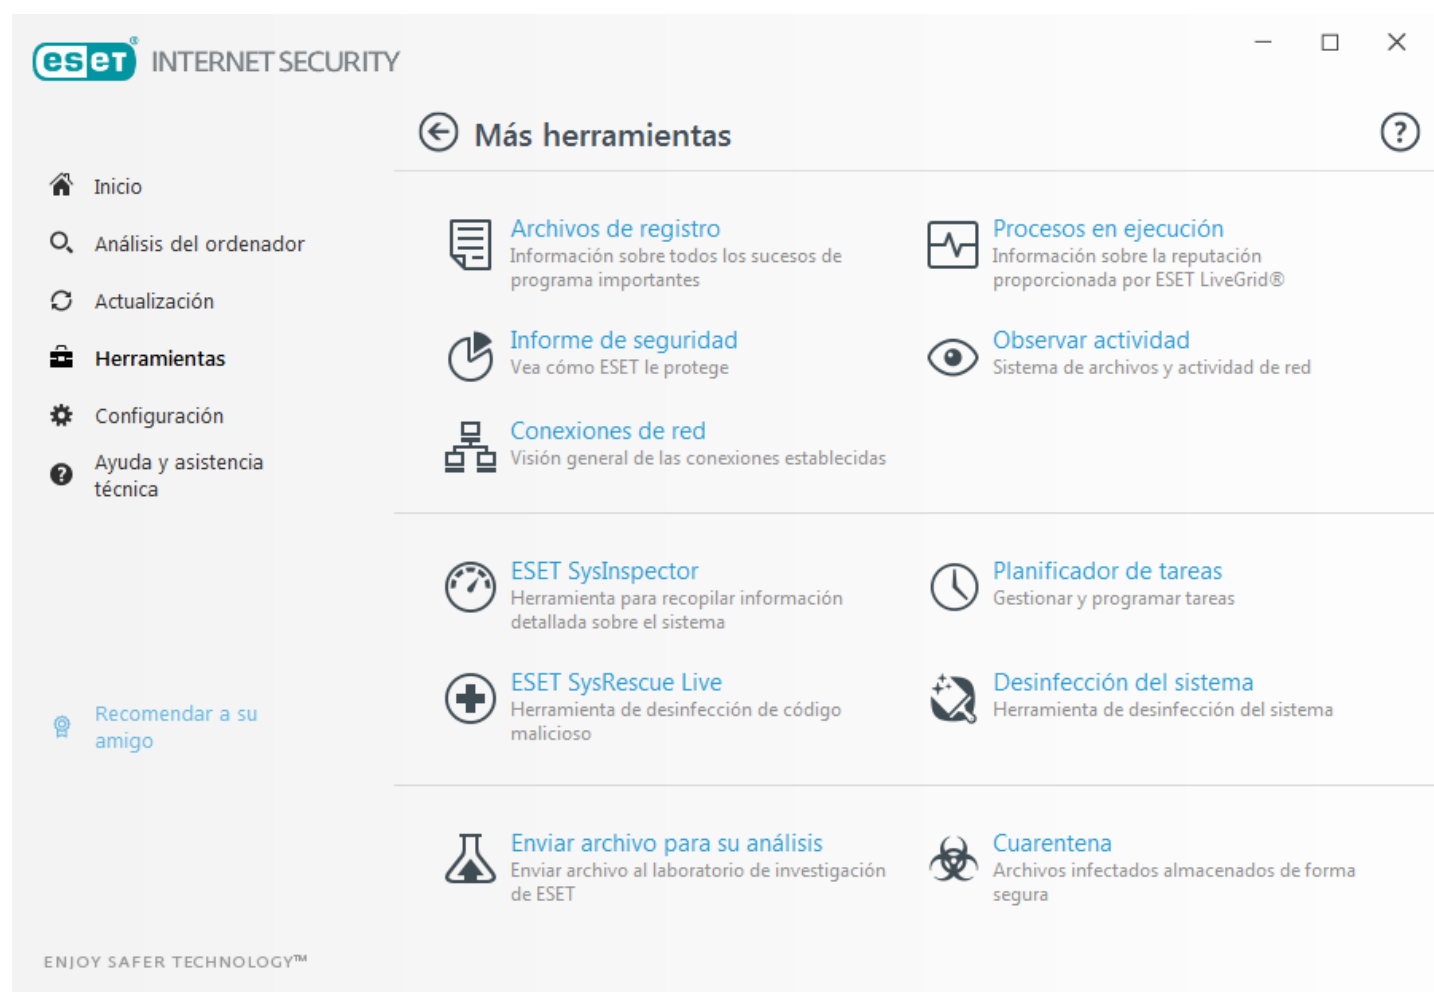 eset® INTERNET SECURITY
Más herramientas
?
Inicio
Análisis del ordenador
Actualización
Herramientas
Configuración
Ayuda y asistencia
técnica
Recomendar a su
amigo
ENJOY SAFER TECHNOLOGY™
Archivos de registro
Información sobre todos los sucesos de
programa importantes
Procesos en ejecución
Información sobre la reputación
proporcionada por ESET LiveGrid®
Informe de seguridad
Vea cómo ESET le protege
Observar actividad
Sistema de archivos y actividad de red
Conexiones de red
Visión general de las conexiones establecidas
ESET SysInspector
Herramienta para recopilar información
detallada sobre el sistema
Planificador de tareas
Gestionar y programar tareas
ESET SysRescue Live
Herramienta de desinfección de código
malicioso
Desinfección del sistema
Herramienta de desinfección del sistema
Enviar archivo para su análisis
Enviar archivo al laboratorio de investigación
de ESET
Cuarentena
Archivos infectados almacenados de forma
segura